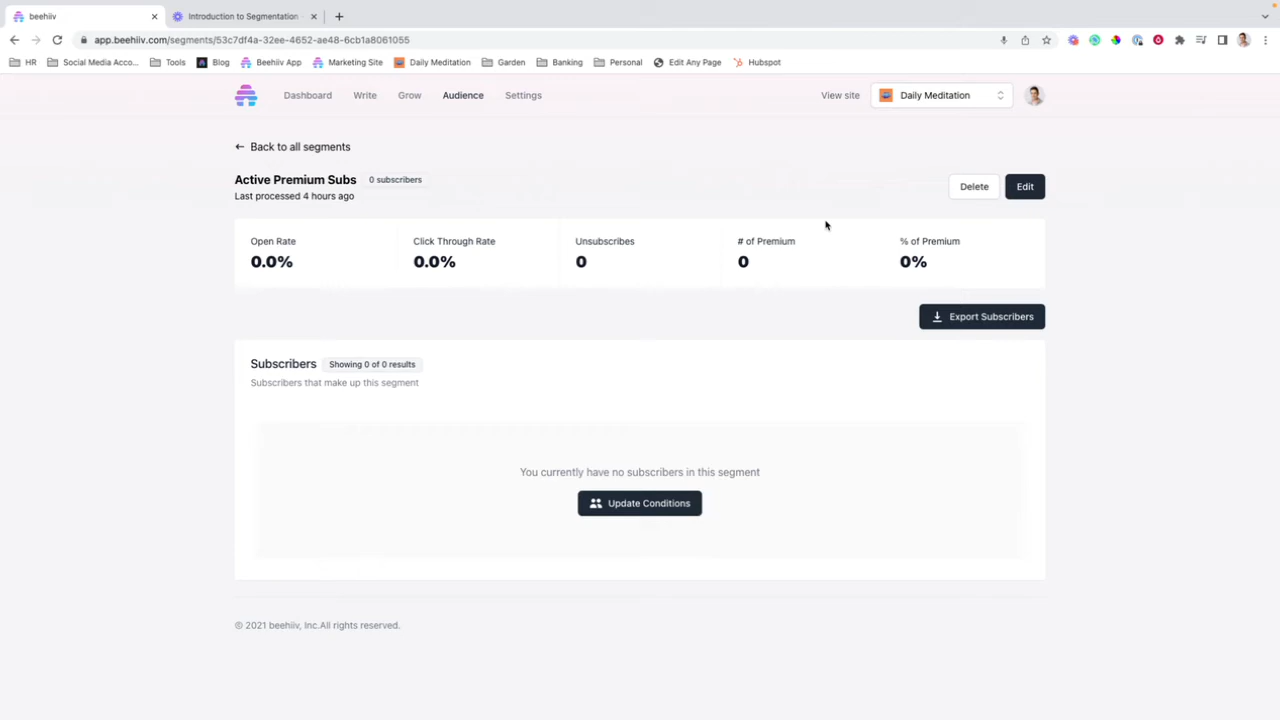 beehiiv
Introduction to Segmentation
app.beehiiv.com/segments/53c7df4a-32ee-4652-ae48-6cb1a8061055
HR Social Media Acco... Tools Blog Beehiiv App Marketing Site Daily Meditation Garden Banking Personal Edit Any Page Hubspot
Dashboard Write Grow Audience Settings View site Daily Meditation
← Back to all segments
Active Premium Subs 0 subscribers
Last processed 4 hours ago
Delete Edit
Open Rate Click Through Rate Unsubscribes # of Premium % of Premium
0.0% 0.0% 0 0 0%
Export Subscribers
Subscribers Showing 0 of 0 results
Subscribers that make up this segment
You currently have no subscribers in this segment
Update Conditions
© 2021 beehiiv, Inc.All rights reserved.